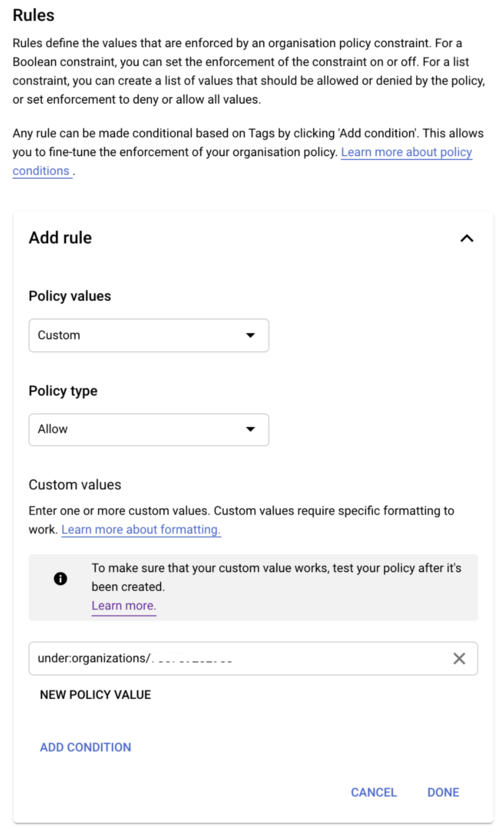 Rules
Rules define the values that are enforced by an organisation policy constraint. For a
Boolean constraint, you can set the enforcement of the constraint on or off. For a list
constraint, you can create a list of values that should be allowed or denied by the policy,
or set enforcement to deny or allow all values.
Any rule can be made conditional based on Tags by clicking 'Add condition'. This allows
you to fine-tune the enforcement of your organisation policy. Learn more about policy
conditions .
Add rule
Policy values
Custom
Policy type
Allow
Custom values
Enter one or more custom values. Custom values require specific formatting to
work. Learn more about formatting.
To make sure that your custom value works, test your policy after it's
been created.
Learn more.
under:organizations/
NEW POLICY VALUE
ADD CONDITION
CANCEL DONE